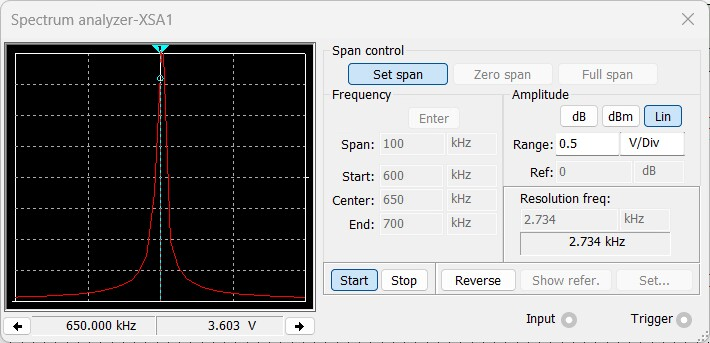 Spectrum analyzer-XSA1
1
Span control
Set span
Zero span
Full span
Frequency
Amplitude
Enter
dB
dBm
Lin
Span: 100 kHz
Range: 0.5 V/Div
Start: 600 kHz
Ref: 0 dB
Center: 650 kHz
Resolution freq:
End: 700 kHz
2.734 kHz
2.734 kHz
Start
Stop
Reverse
Show refer.
Set...
650.000 kHz
3.603 V
Input
Trigger